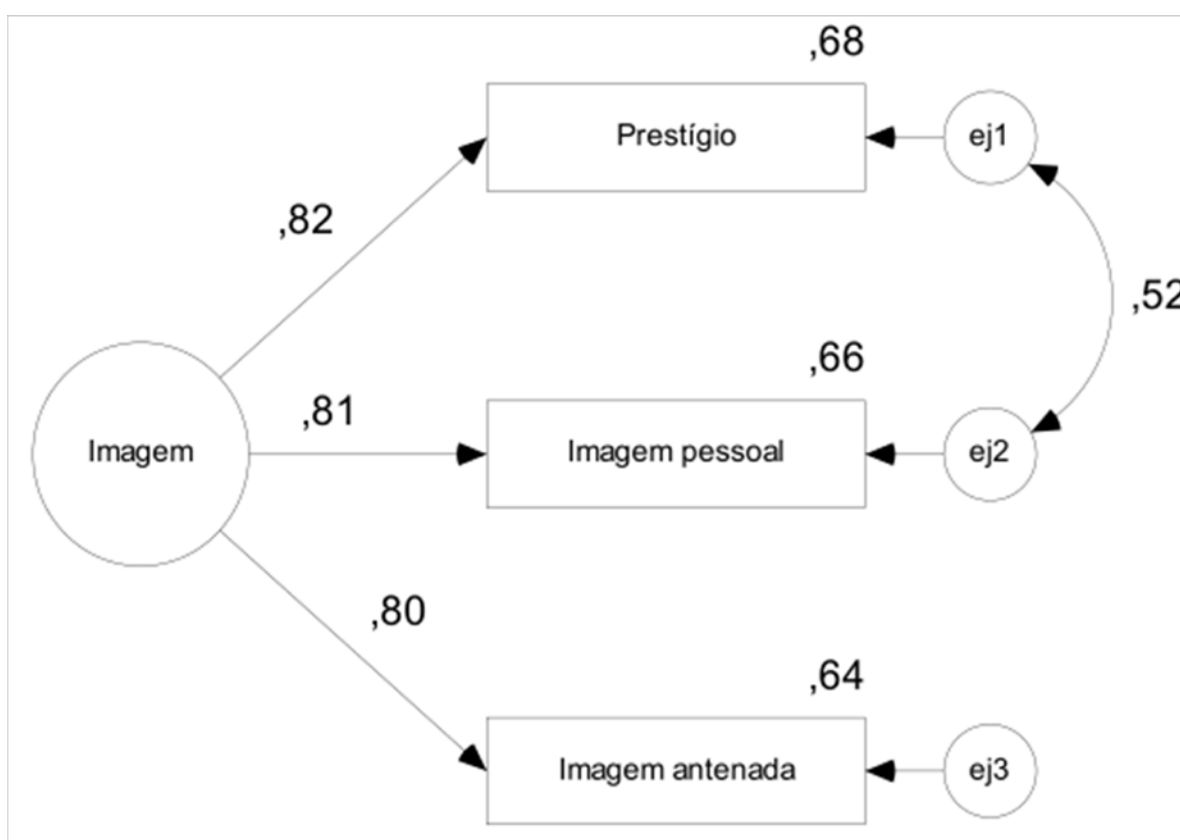 ,68
Prestígio
ej1
,82
,52
,66
,81
Imagem
Imagem pessoal
ej2
,80
,64
Imagem antenada
ej3